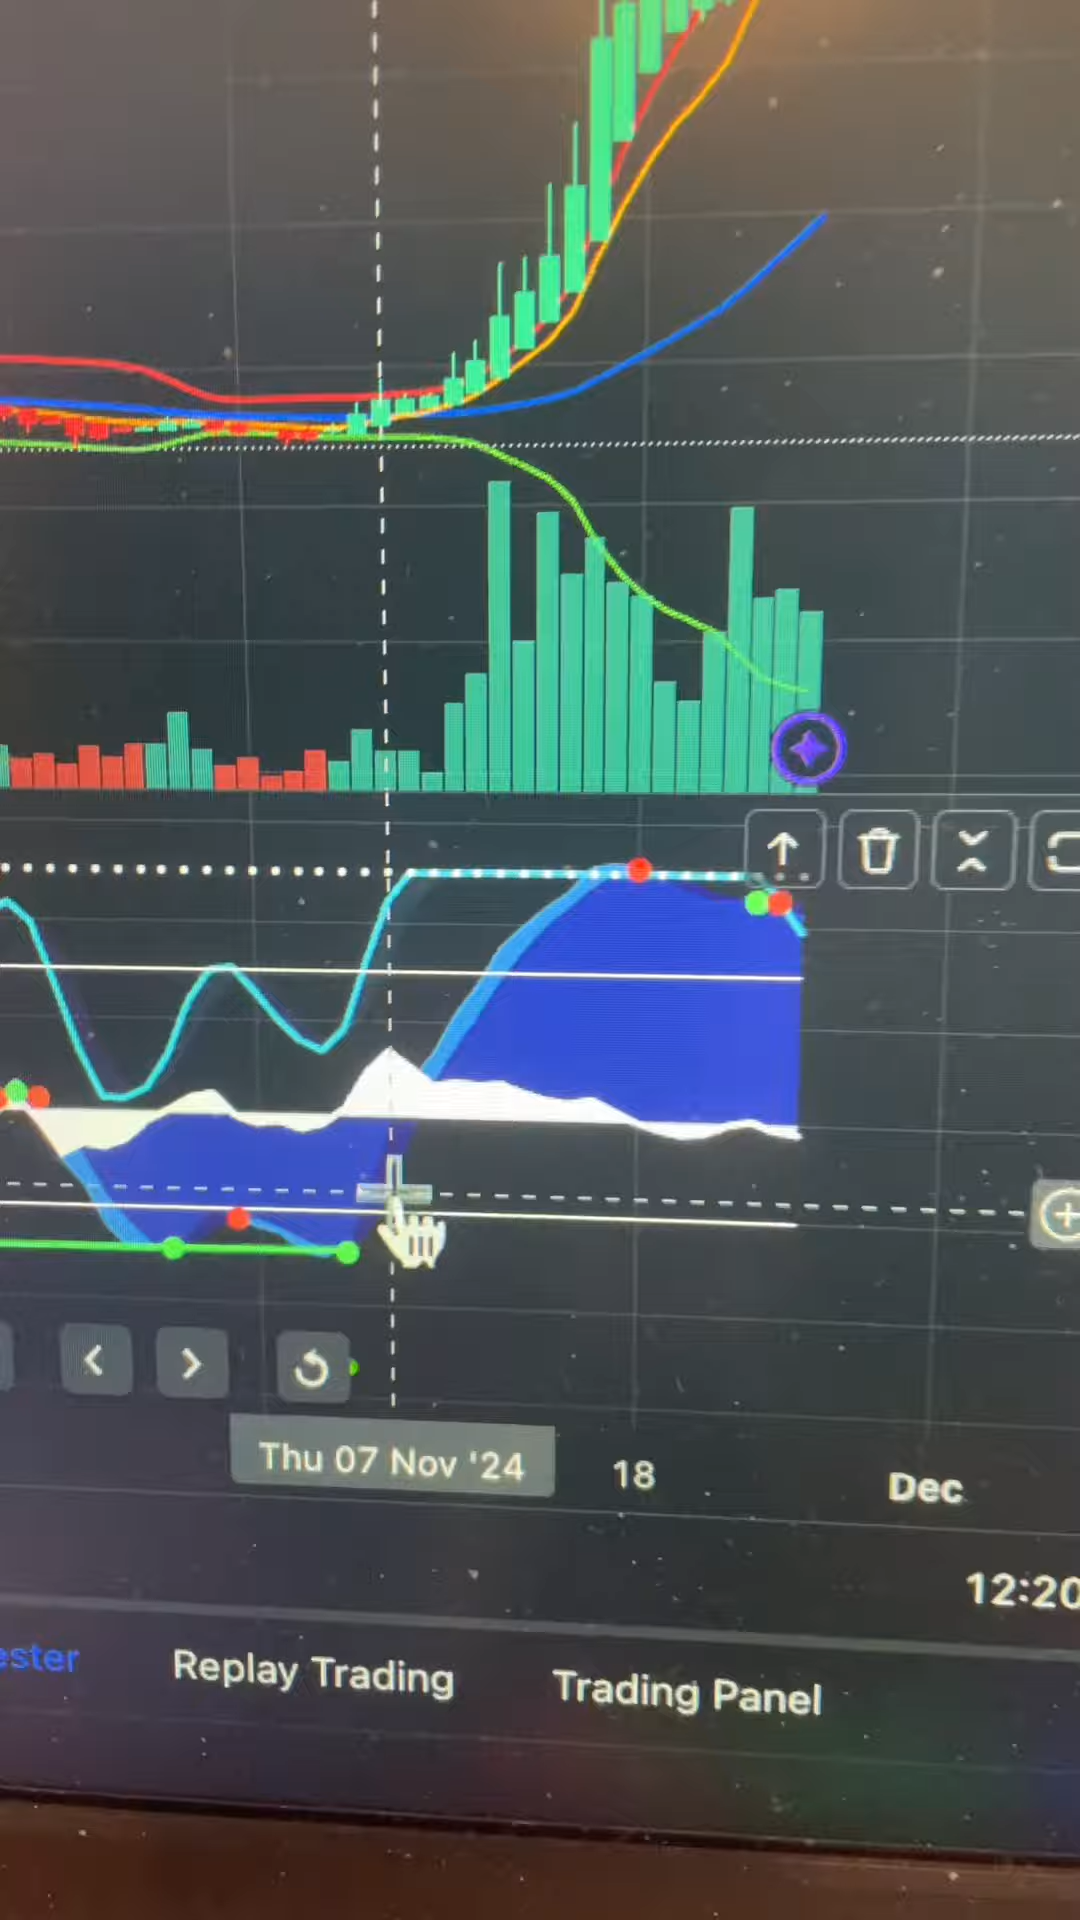 Thu 07 Nov '24
18
Dec
12:20
ester
Replay Trading
Trading Panel